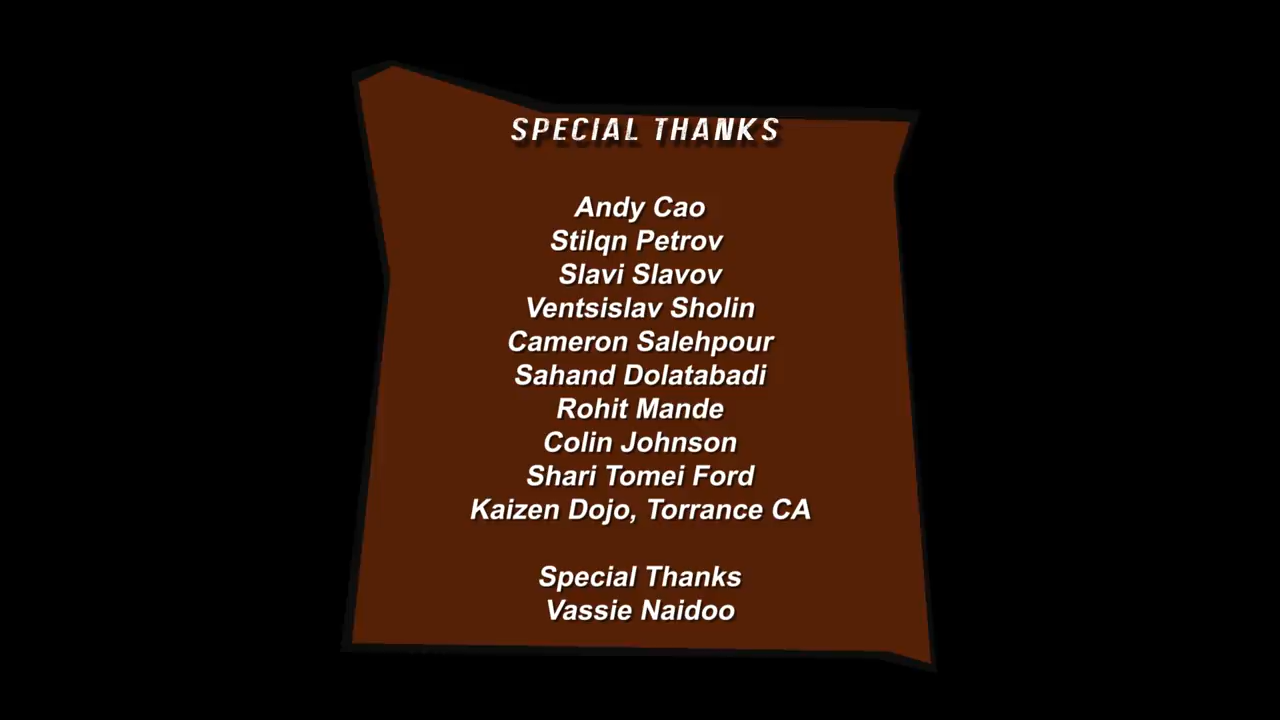 SPECIAL THANKS
Andy Cao
Stilqn Petrov
Slavi Slavov
Ventsislav Sholin
Cameron Salehpour
Sahand Dolatabadi
Rohit Mande
Colin Johnson
Shari Tomei Ford
Kaizen Dojo, Torrance CA
Special Thanks
Vassie Naidoo